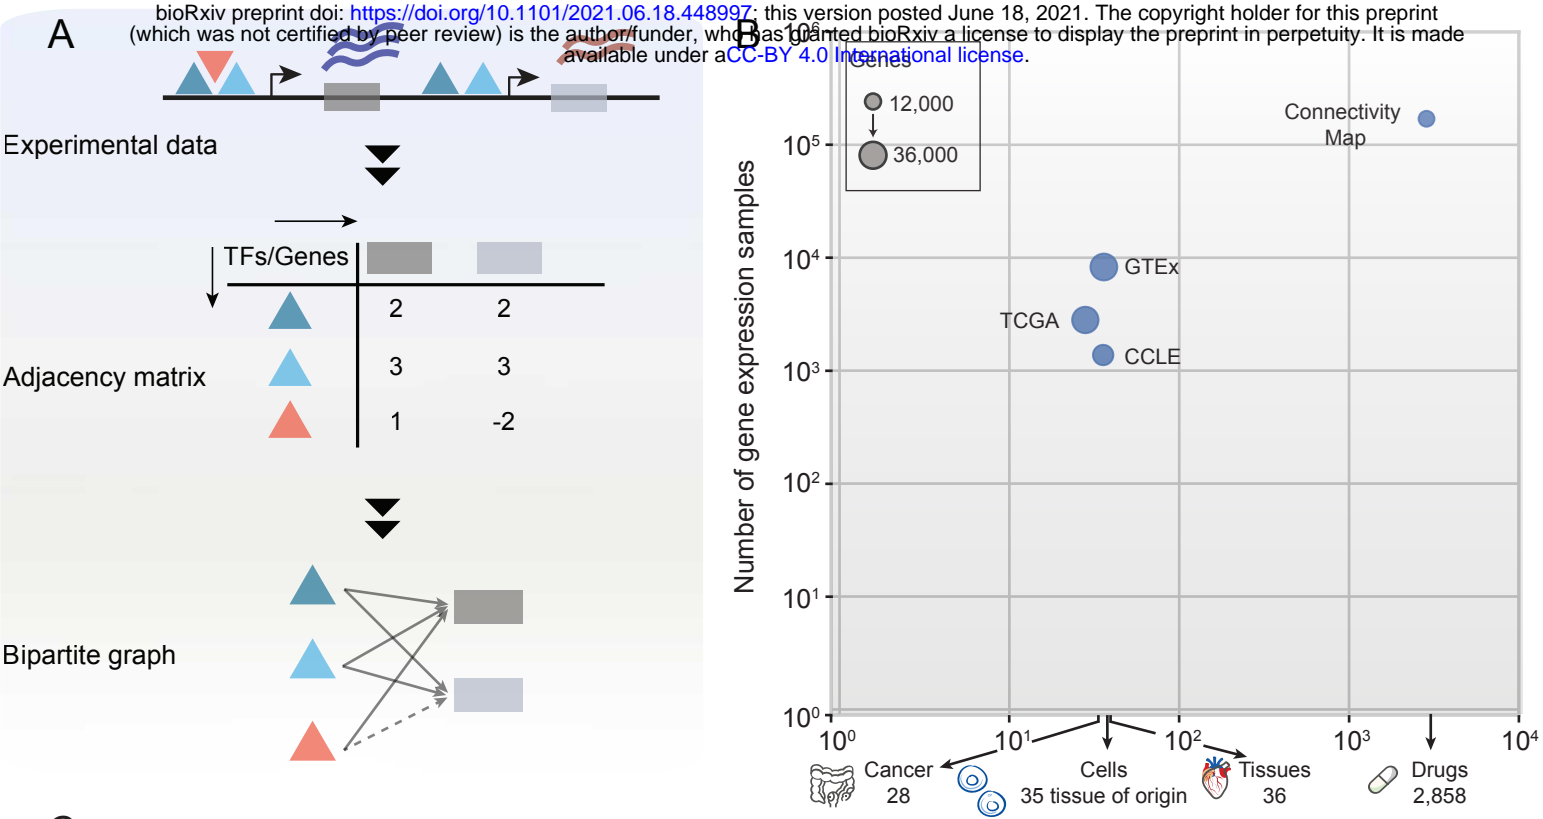 bioRxiv preprint doi: https://doi.org/10.1101/2021.06.18.448997; this version posted June 18, 2021. The copyright holder for this preprint
(which was not certified by peer review) is the author/funder, who has granted bioRxiv a license to display the preprint in perpetuity. It is made
available under aCC-BY 4.0 International license.
A
Experimental data
TFs/Genes
2 2
3 3
1 -2
Adjacency matrix
Bipartite graph
B
Genes
12,000
36,000
Number of gene expression samples
10⁶
10⁵
10⁴
10³
10²
10¹
10⁰
Connectivity
Map
GTEx
TCGA
CCLE
10⁰ 10¹ 10² 10³ 10⁴
Cancer
28
Cells
35 tissue of origin
Tissues
36
Drugs
2,858